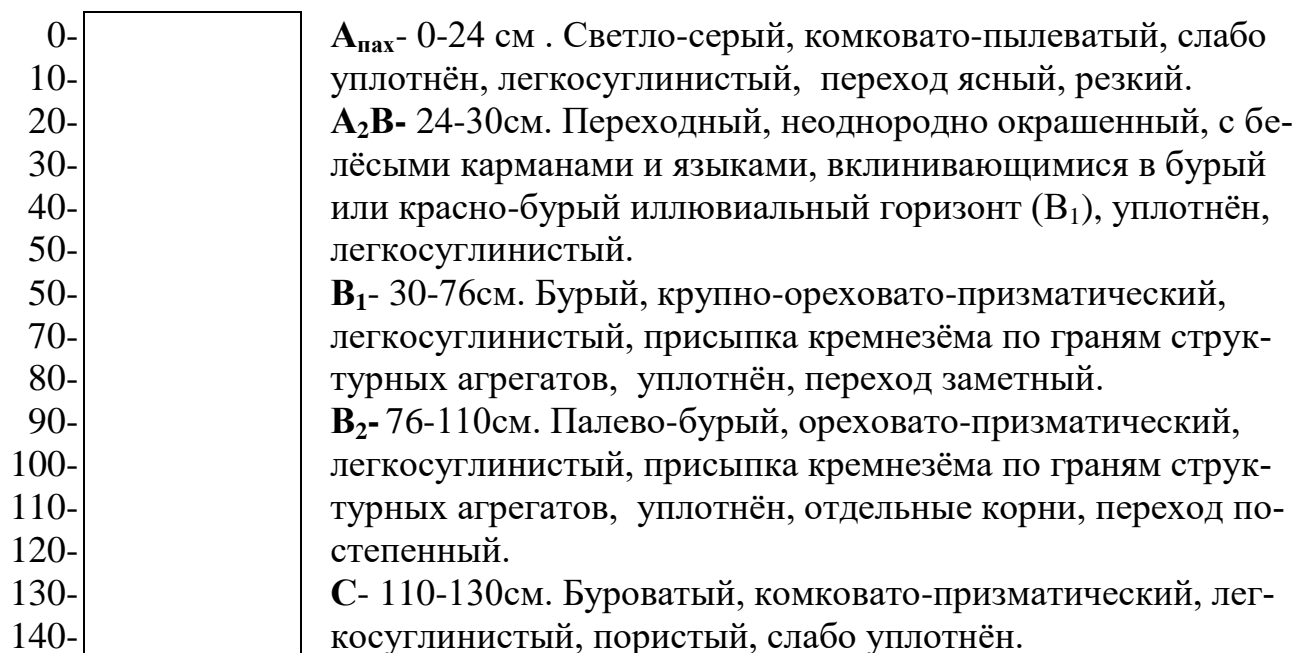 0- Aпах- 0-24 см . Светло-серый, комковато-пылеватый, слабо
10- уплотнён, легкосуглинистый, переход ясный, резкий.
20- A₂B- 24-30см. Переходный, неоднородно окрашенный, с бе-
30- лёсыми карманами и языками, вклинивающимися в бурый
40- или красно-бурый иллювиальный горизонт (B₁), уплотнён,
50- легкосуглинистый.
50- B₁- 30-76см. Бурый, крупно-ореховато-призматический,
70- легкосуглинистый, присыпка кремнезёма по граням струк-
80- турных агрегатов, уплотнён, переход заметный.
90- B₂- 76-110см. Палево-бурый, ореховато-призматический,
100- легкосуглинистый, присыпка кремнезёма по граням струк-
110- турных агрегатов, уплотнён, отдельные корни, переход по-
120- степенный.
130- C- 110-130см. Буроватый, комковато-призматический, лег-
140- косуглинистый, пористый, слабо уплотнён.